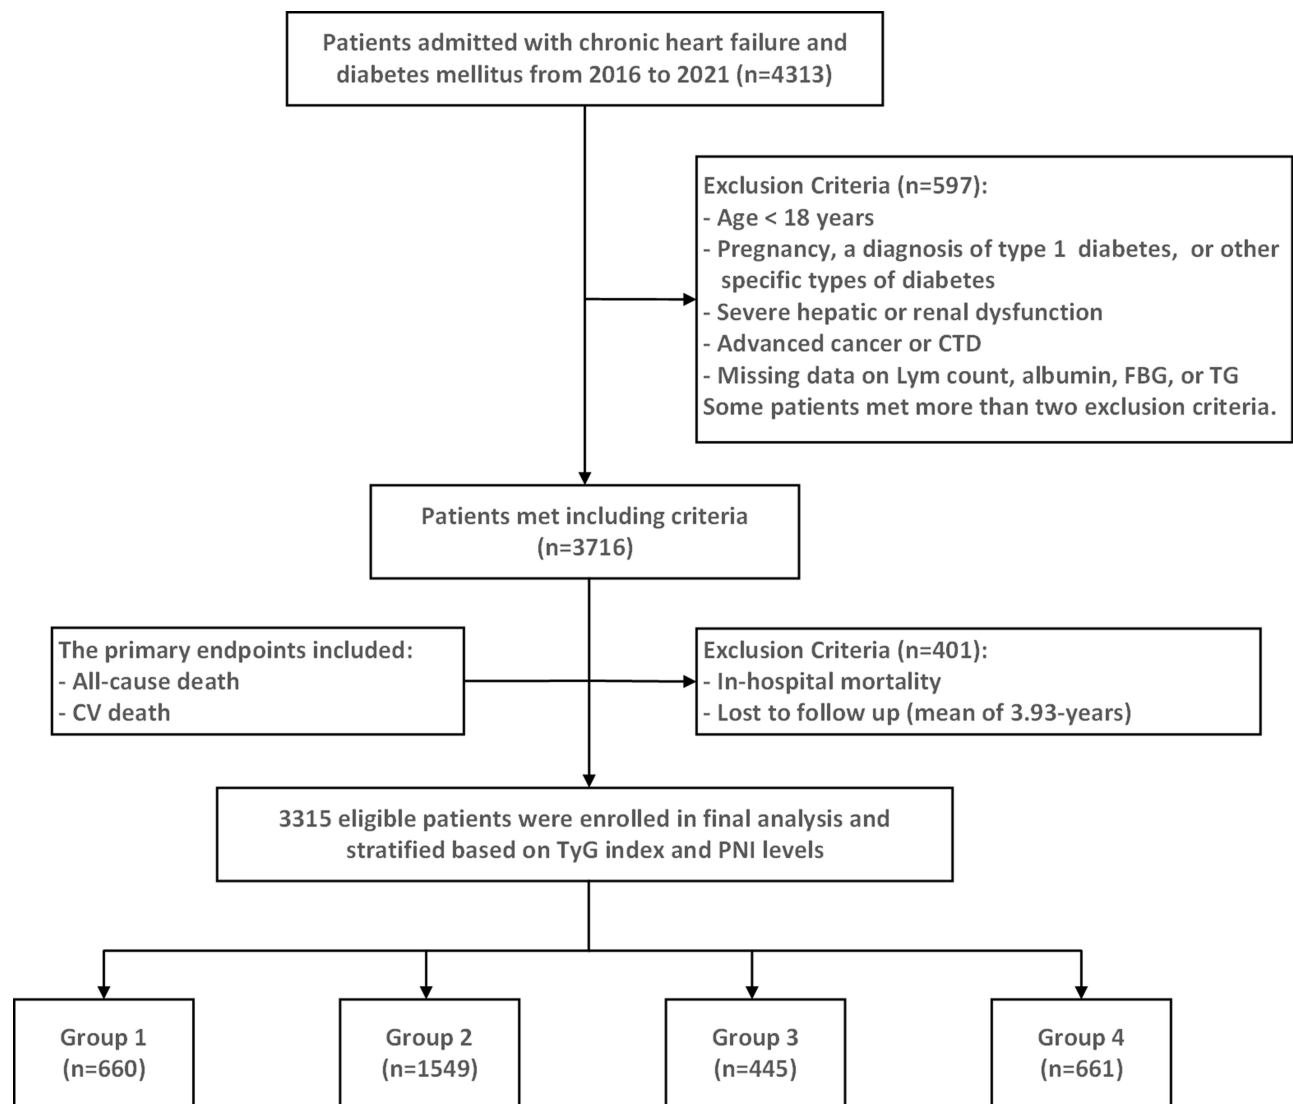 Patients admitted with chronic heart failure and
diabetes mellitus from 2016 to 2021 (n=4313)
Exclusion Criteria (n=597):
- Age < 18 years
- Pregnancy, a diagnosis of type 1 diabetes, or other
specific types of diabetes
- Severe hepatic or renal dysfunction
- Advanced cancer or CTD
- Missing data on Lym count, albumin, FBG, or TG
Some patients met more than two exclusion criteria.
Patients met including criteria
(n=3716)
The primary endpoints included:
- All-cause death
- CV death
Exclusion Criteria (n=401):
- In-hospital mortality
- Lost to follow up (mean of 3.93-years)
3315 eligible patients were enrolled in final analysis and
stratified based on TyG index and PNI levels
Group 1
(n=660)
Group 2
(n=1549)
Group 3
(n=445)
Group 4
(n=661)